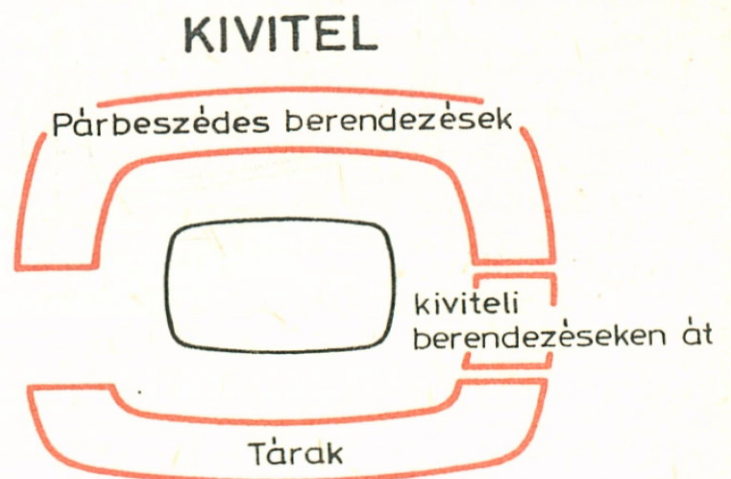 KIVITEL
Párbeszédes berendezések
kiviteli
berendezéseken át
Tárak